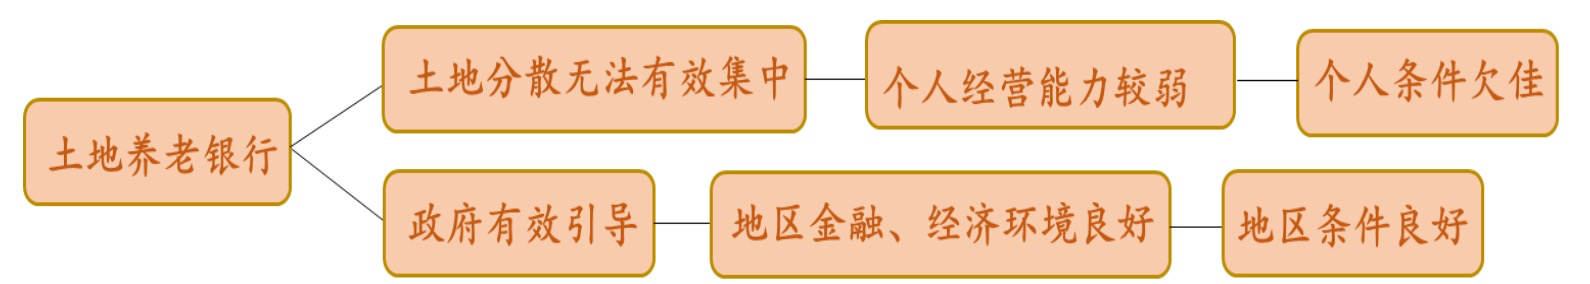 土地养老银行
土地分散无法有效集中
个人经营能力较弱
个人条件欠佳
政府有效引导
地区金融、经济环境良好
地区条件良好